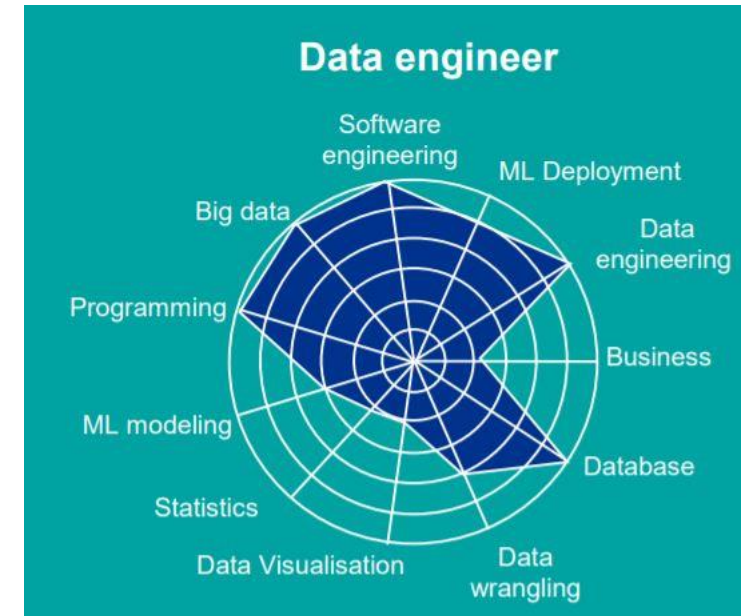 Data engineer
Software
engineering
ML Deployment
Big data
Data
engineering
Programming
Business
ML modeling
Database
Statistics
Data Visualisation
Data
wrangling